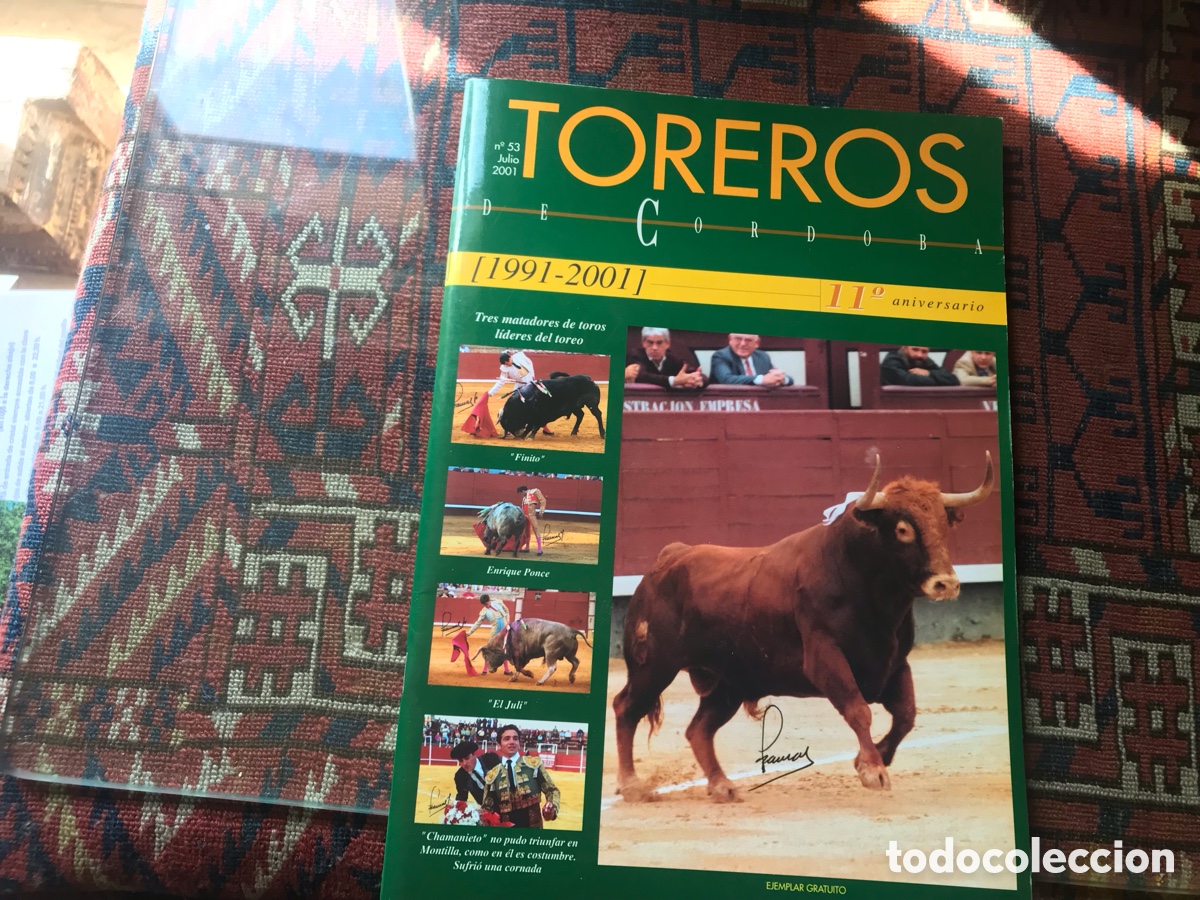 nº 53
Julio
2001
TOREROS
DE CORDOBA
[1991-2001]
11º aniversario
Tres matadores de toros
líderes del toreo
"Finito"
Enrique Ponce
"El Juli"
"Chamanieto" no pudo triunfar en
Montilla, como en él es costumbre.
Sufrió una cornada
STRACION EMPRESA
EJEMPLAR GRATUITO
todocoleccion